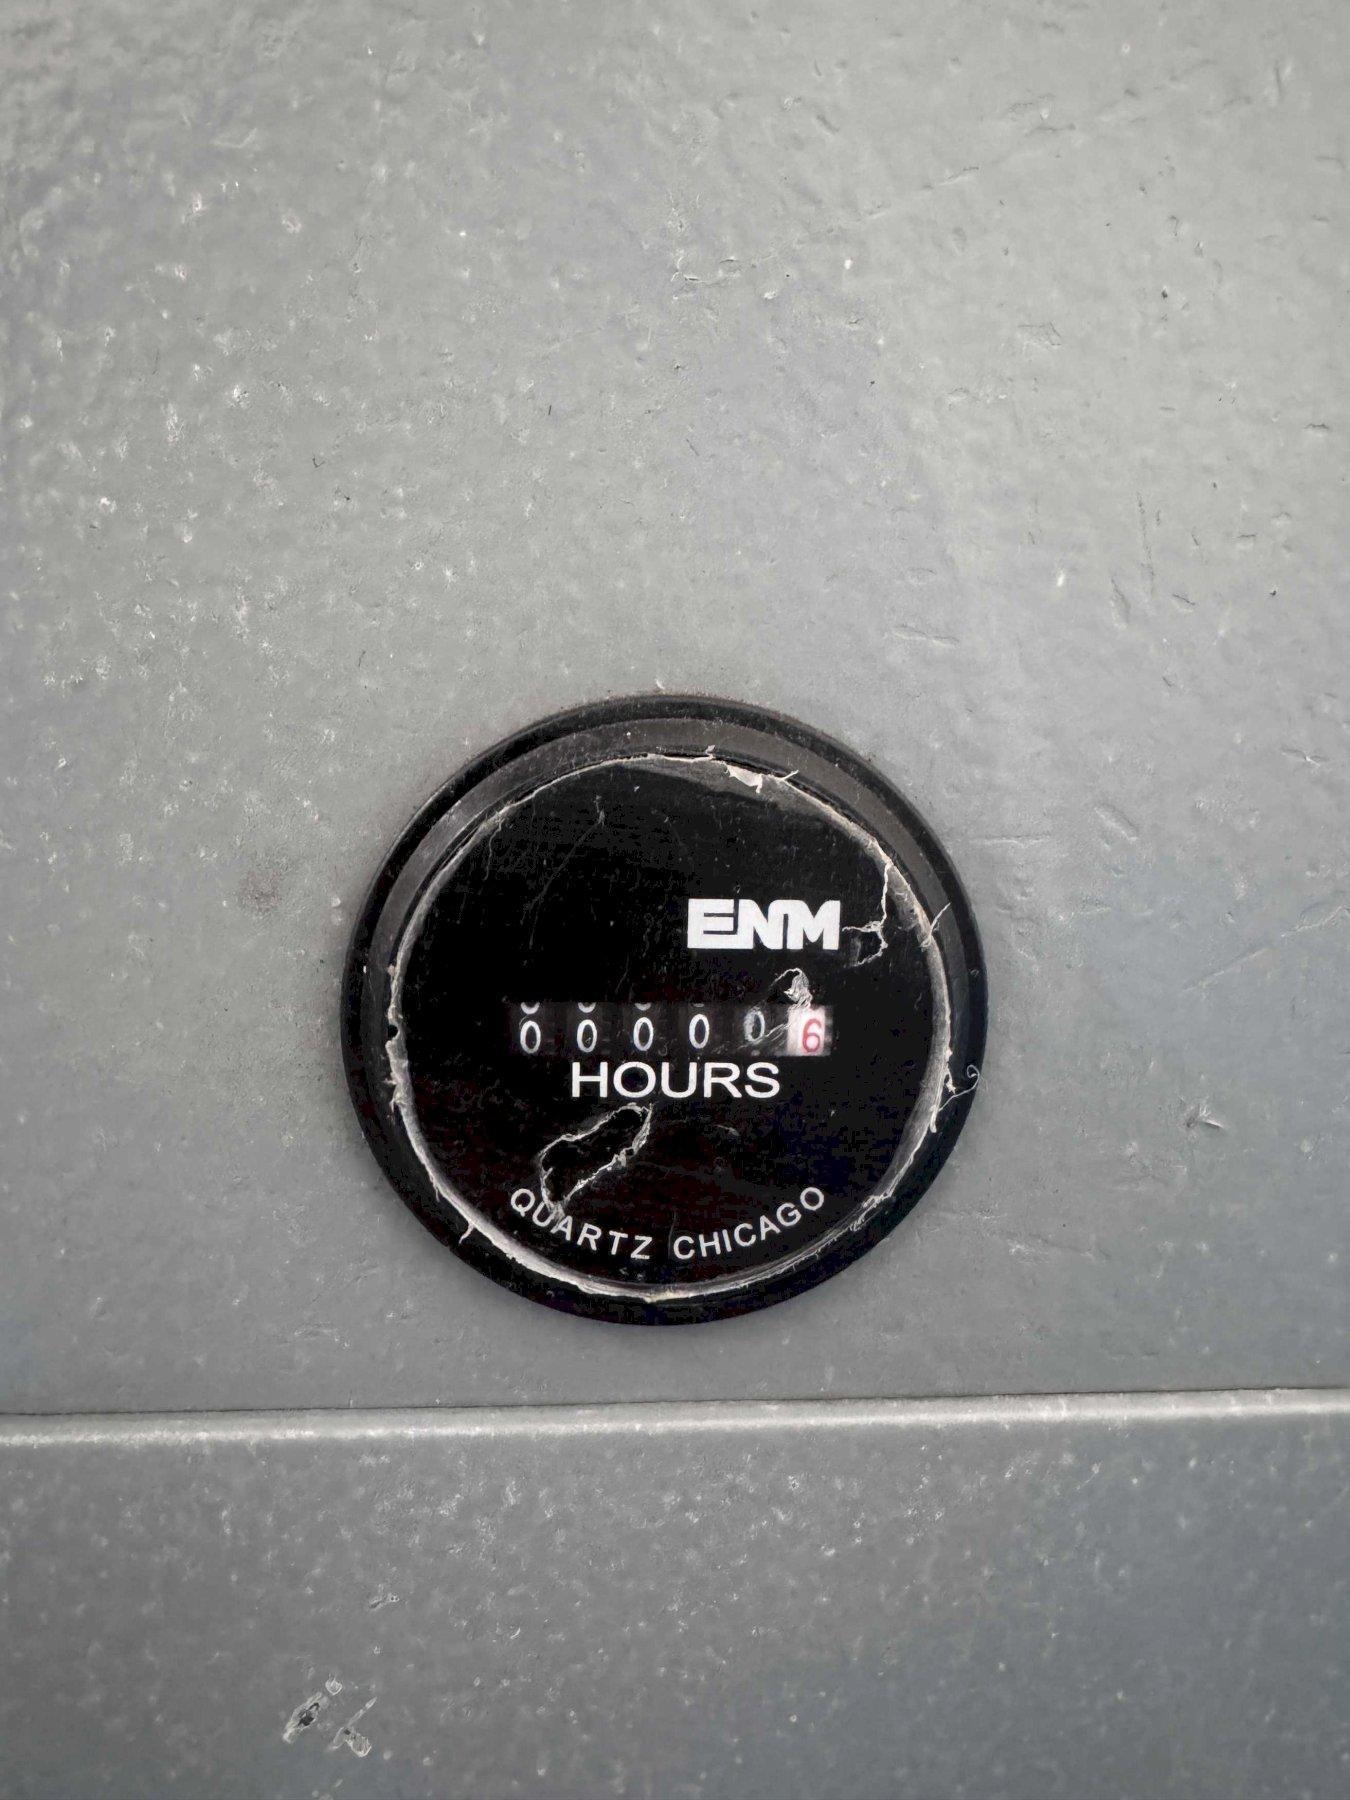 ENM
000006
HOURS
QUARTZ CHICAGO